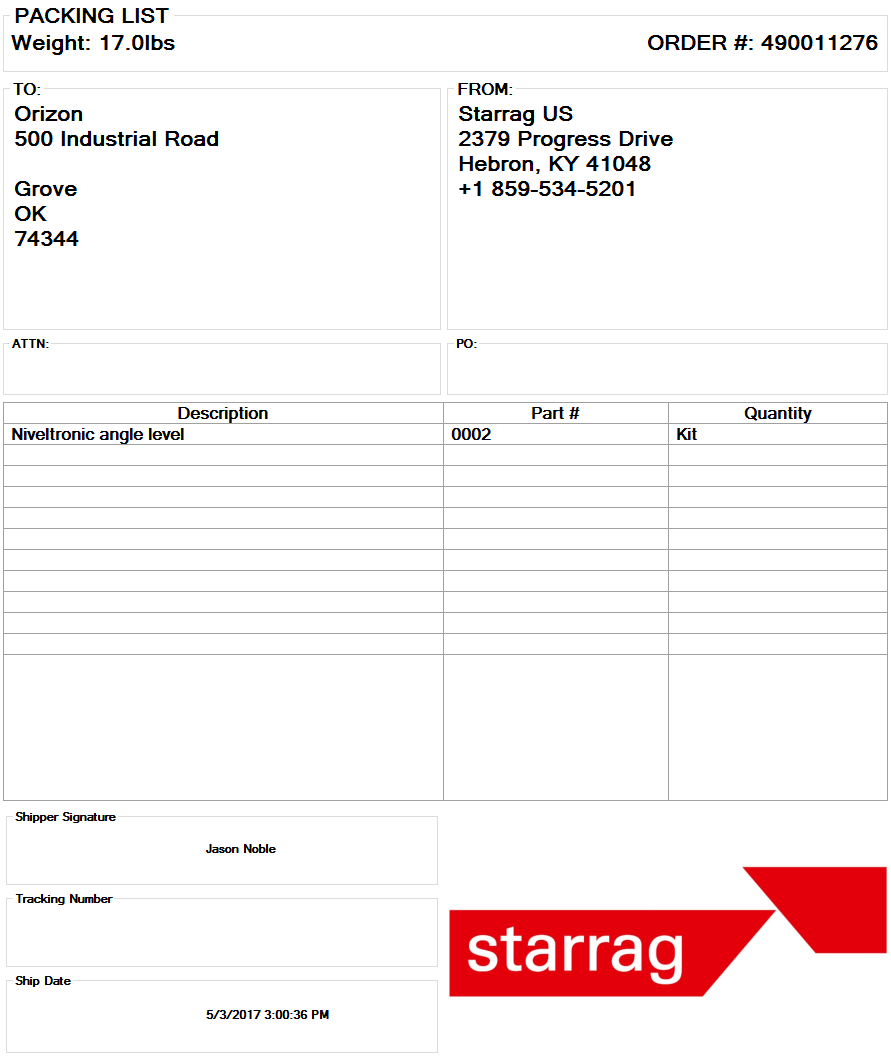 PACKING LIST
Weight: 17.0lbs
ORDER #: 490011276
TO:
Orizon
500 Industrial Road
Grove
OK
74344
FROM:
Starrag US
2379 Progress Drive
Hebron, KY 41048
+1 859-534-5201
ATTN:
PO:
Description Part # Quantity
Niveltronic angle level 0002 Kit
Shipper Signature
Jason Noble
Tracking Number
Ship Date
5/3/2017 3:00:36 PM
starrag